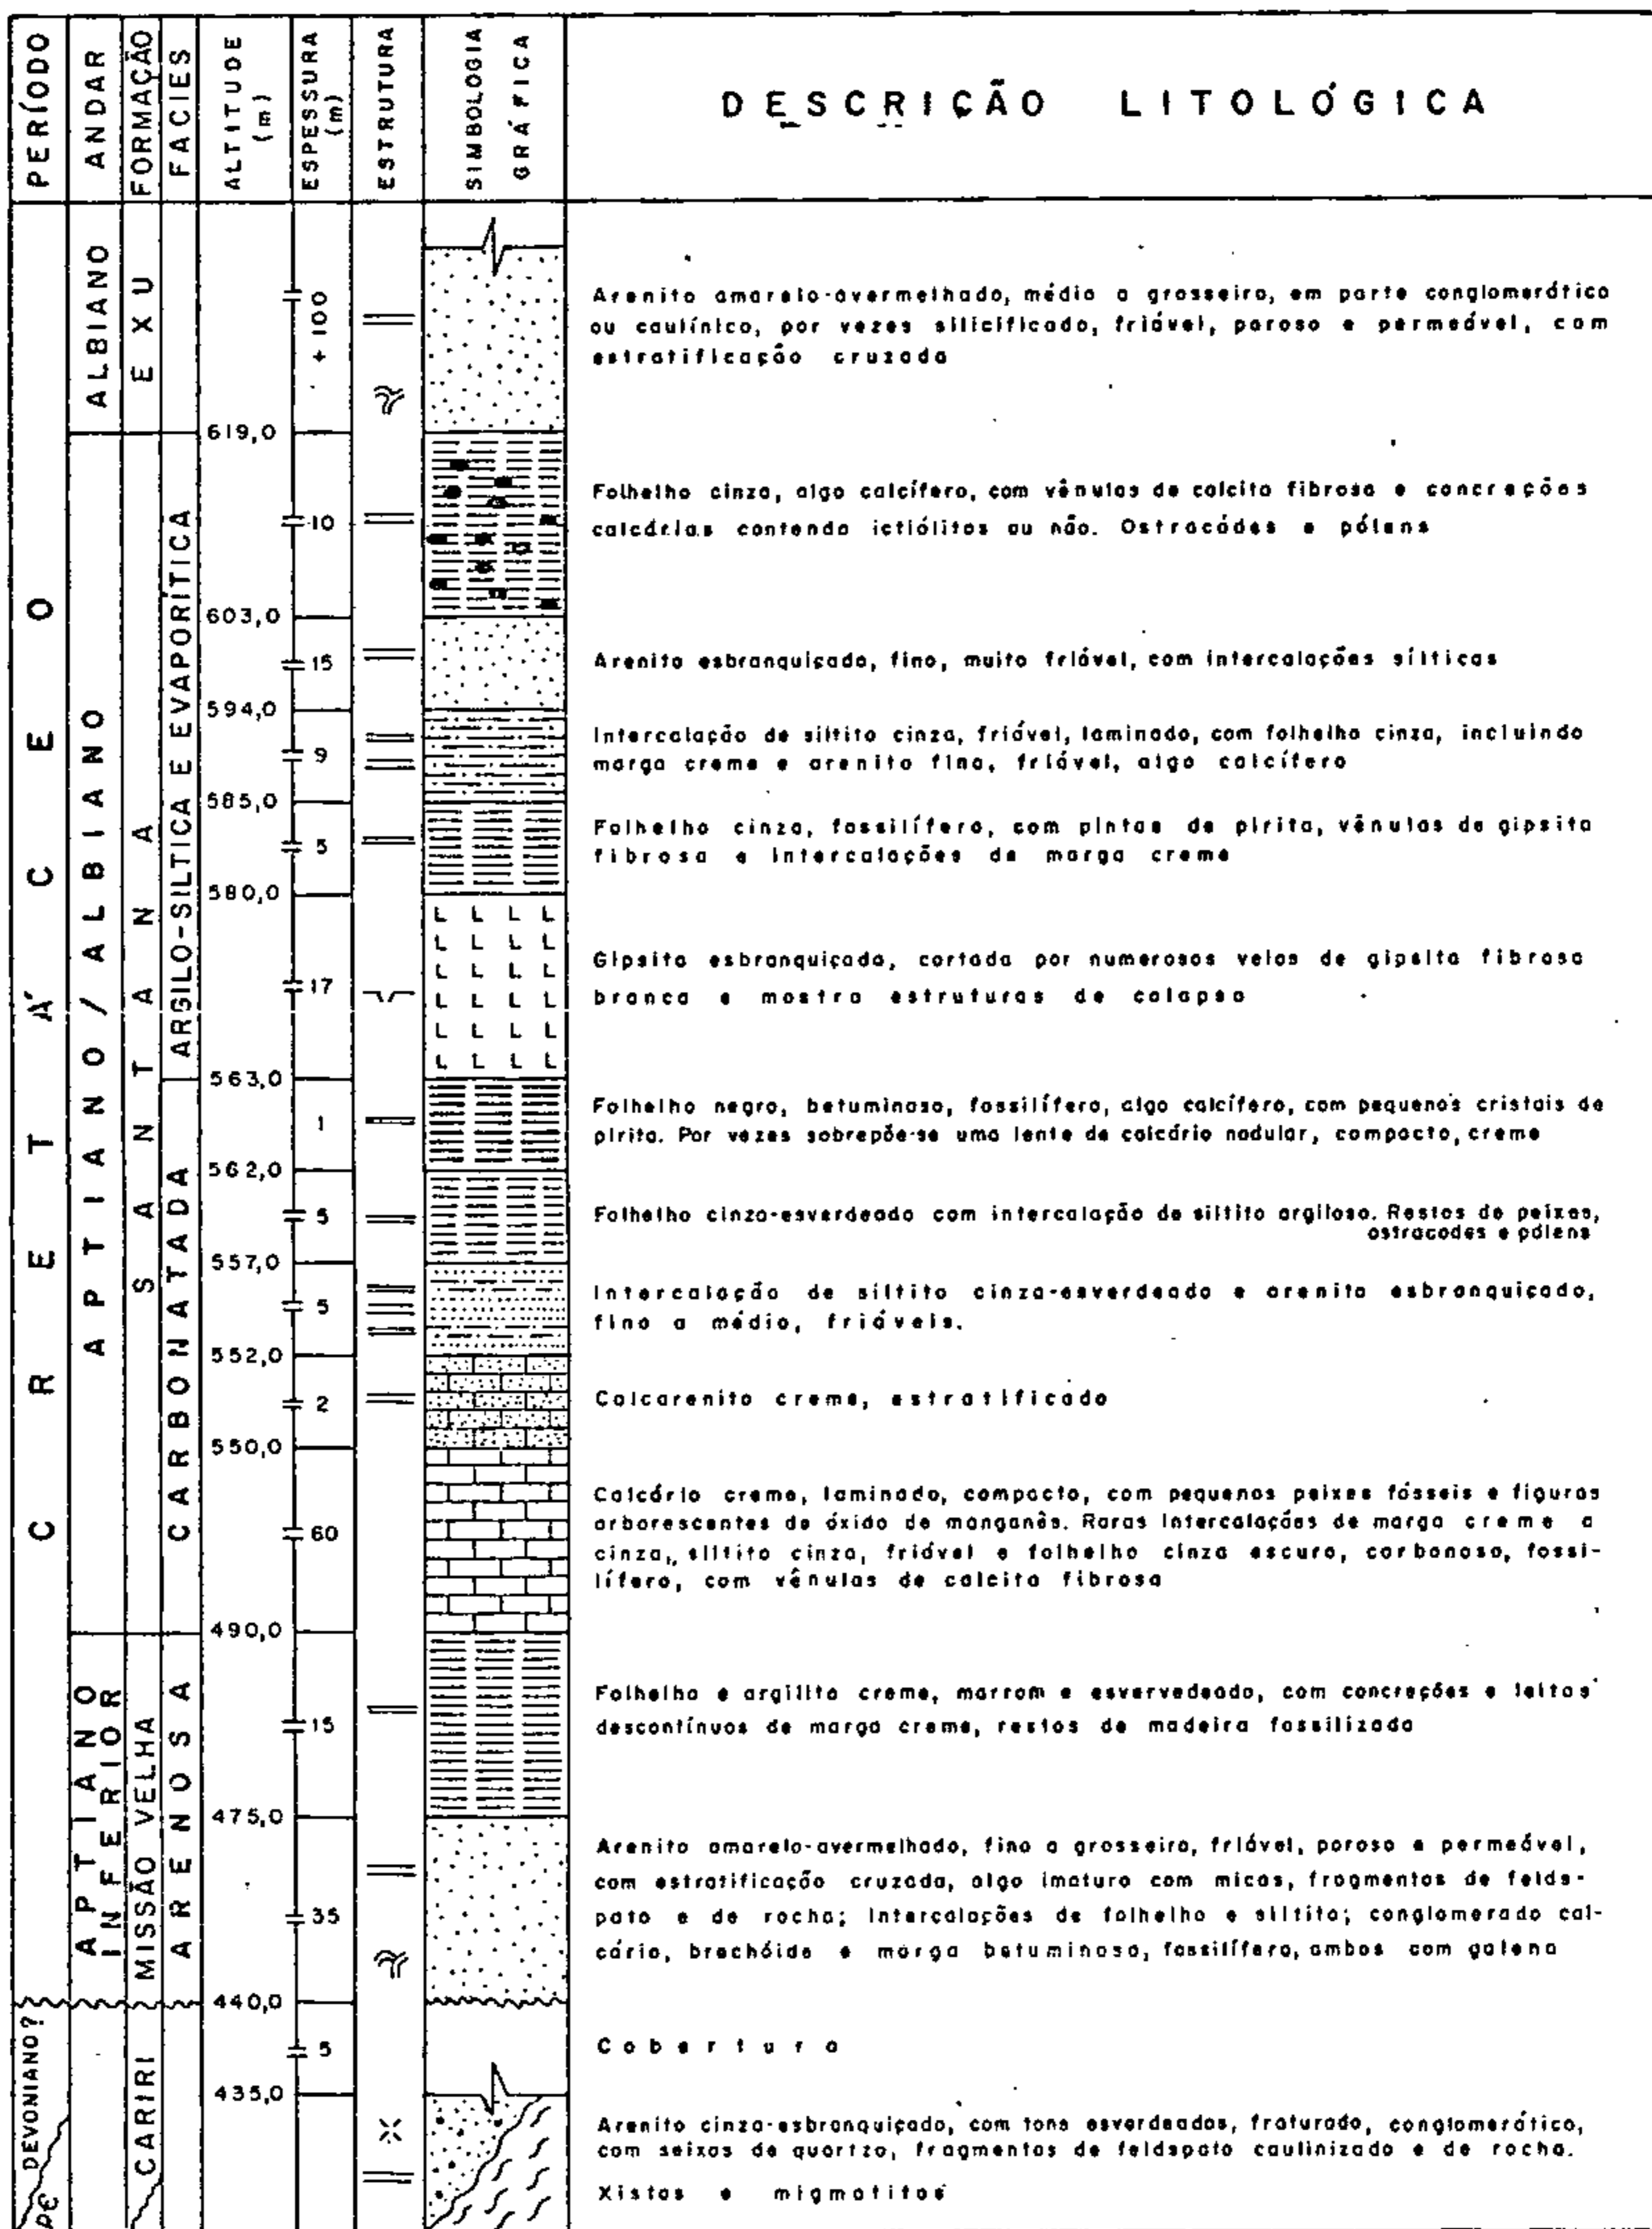 PERÍODO
ANDAR
FORMAÇÃO
FACIES
ALTITUDE (m)
ESPESSURA (m)
ESTRUTURA
SIMBOLOGIA GRÁFICA
DESCRIÇÃO LITOLÓGICA
CRETÁCEO
ALBIANO
EXU
+ 100
Arenito amarelo-avermelhado, médio a grosseiro, em parte conglomerático
ou caulínico, por vezes silicificado, friável, poroso e permeável, com
estratificação cruzada
619,0
APTIANO/ALBIANO
SANTANA
ARGILO-SILTICA E EVAPORÍTICA
10
Folhelho cinza, algo calcífero, com vênulas de calcita fibrosa e concreções
calcárias contendo ictiólitos ou não. Ostracódes e pólens
603,0
15
Arenito esbranquiçado, fino, muito friável, com intercalações sílticas
594,0
9
Intercalação de siltito cinza, friável, laminado, com folhelho cinza, incluindo
marga creme e arenito fino, friável, algo calcífero
585,0
5
Folhelho cinza, fossilífero, com pintas de pirita, vênulas de gipsita
fibrosa e intercalações de marga creme
580,0
L L L L
L L L L
L L L L
L L L L
L L L L
L L L L
17
Gipsita esbranquiçada, cortada por numerosos veios de gipsita fibrosa
branca e mostra estruturas de colapso
563,0
CARBONATADA
1
Folhelho negro, betuminoso, fossilífero, algo calcífero, com pequenos cristais de
pirita. Por vezes sobrepõe-se uma lente de calcário nodular, compacto, creme
562,0
5
Folhelho cinza-esverdeado com intercalação de siltito argiloso. Restos de peixes,
ostracodes e pólens
557,0
5
Intercalação de siltito cinza-esverdeado e arenito esbranquiçado,
fino a médio, friáveis.
552,0
2
Calcarenito creme, estratificado
550,0
60
Calcário creme, laminado, compacto, com pequenos peixes fósseis e figuras
arborescentes de óxido de manganês. Raras intercalações de marga creme a
cinza, siltito cinza, friável e folhelho cinza escuro, carbonoso, fossi-
lífero, com vênulas de calcita fibrosa
490,0
APTIANO INFERIOR
MISSÃO VELHA
ARENOSA
15
Folhelho e argilito creme, marrom e esvervedeado, com concreções e leitos
descontínuos de marga creme, restos de madeira fossilizada
475,0
35
Arenito amarelo-avermelhado, fino a grosseiro, friável, poroso e permeável,
com estratificação cruzada, algo imaturo com micas, fragmentos de felds-
pato e de rocha; intercalações de folhelho e siltito; conglomerado cal-
cário, brechóide e marga betuminosa, fossilífera, ambos com galena
440,0
DEVONIANO?
CARIRI
5
Cobertura
435,0
Arenito cinza-esbranquiçado, com tons esverdeados, fraturado, conglomerático,
com seixos de quartzo, fragmentos de feldspato caulinizado e de rocha.
pЄ
Xistos e migmatitos